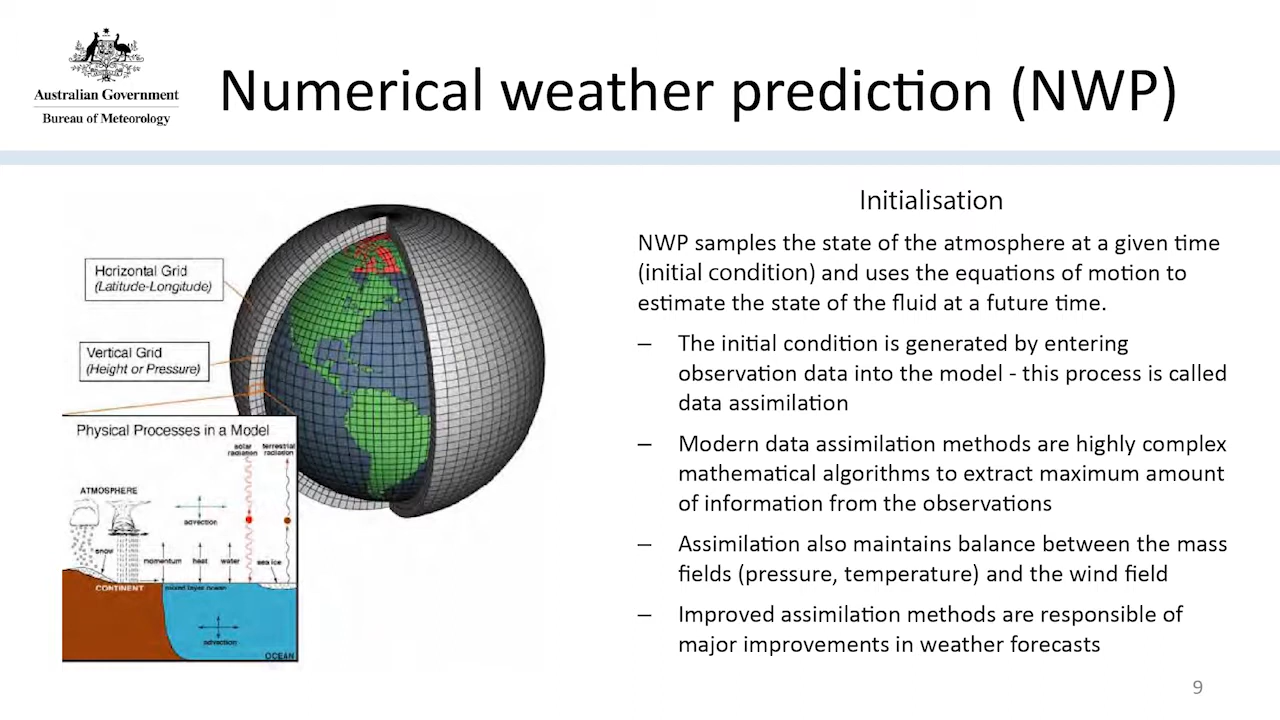 Australian Government
Bureau of Meteorology
Numerical weather prediction (NWP)
Horizontal Grid
(Latitude-Longitude)
Vertical Grid
(Height or Pressure)
Physical Processes in a Model
solar terrestrial
radiation radiation
ATMOSPHERE
advection
snow
momentum heat water sea ice
CONTINENT
mixed layer ocean
advection
OCEAN
Initialisation
NWP samples the state of the atmosphere at a given time
(initial condition) and uses the equations of motion to
estimate the state of the fluid at a future time.
– The initial condition is generated by entering
observation data into the model - this process is called
data assimilation
– Modern data assimilation methods are highly complex
mathematical algorithms to extract maximum amount
of information from the observations
– Assimilation also maintains balance between the mass
fields (pressure, temperature) and the wind field
– Improved assimilation methods are responsible of
major improvements in weather forecasts
9